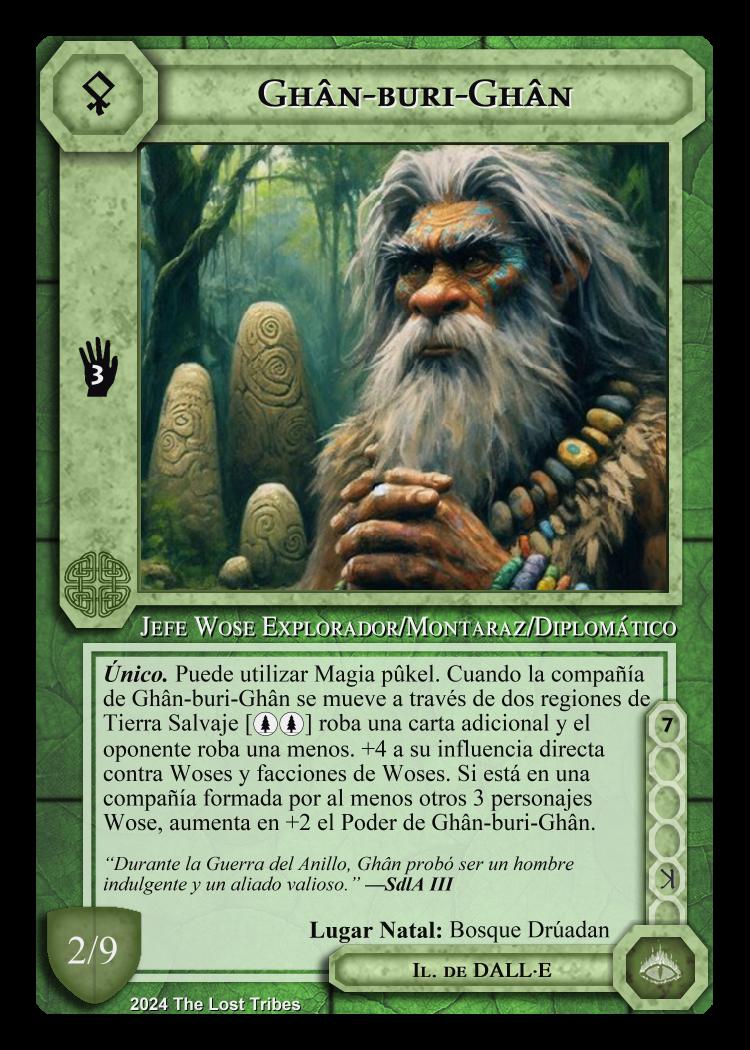 Ghân-buri-Ghân
3
Jefe Wose Explorador/Montaraz/Diplomático
Único. Puede utilizar Magia pûkel. Cuando la compañía
de Ghân-buri-Ghân se mueve a través de dos regiones de
Tierra Salvaje [ ] roba una carta adicional y el
oponente roba una menos. +4 a su influencia directa
contra Woses y facciones de Woses. Si está en una
compañía formada por al menos otros 3 personajes
Wose, aumenta en +2 el Poder de Ghân-buri-Ghân.
7
“Durante la Guerra del Anillo, Ghân probó ser un hombre
indulgente y un aliado valioso.” —SdlA III
Lugar Natal: Bosque Drúadan
2/9
Il. de DALL·E
2024 The Lost Tribes